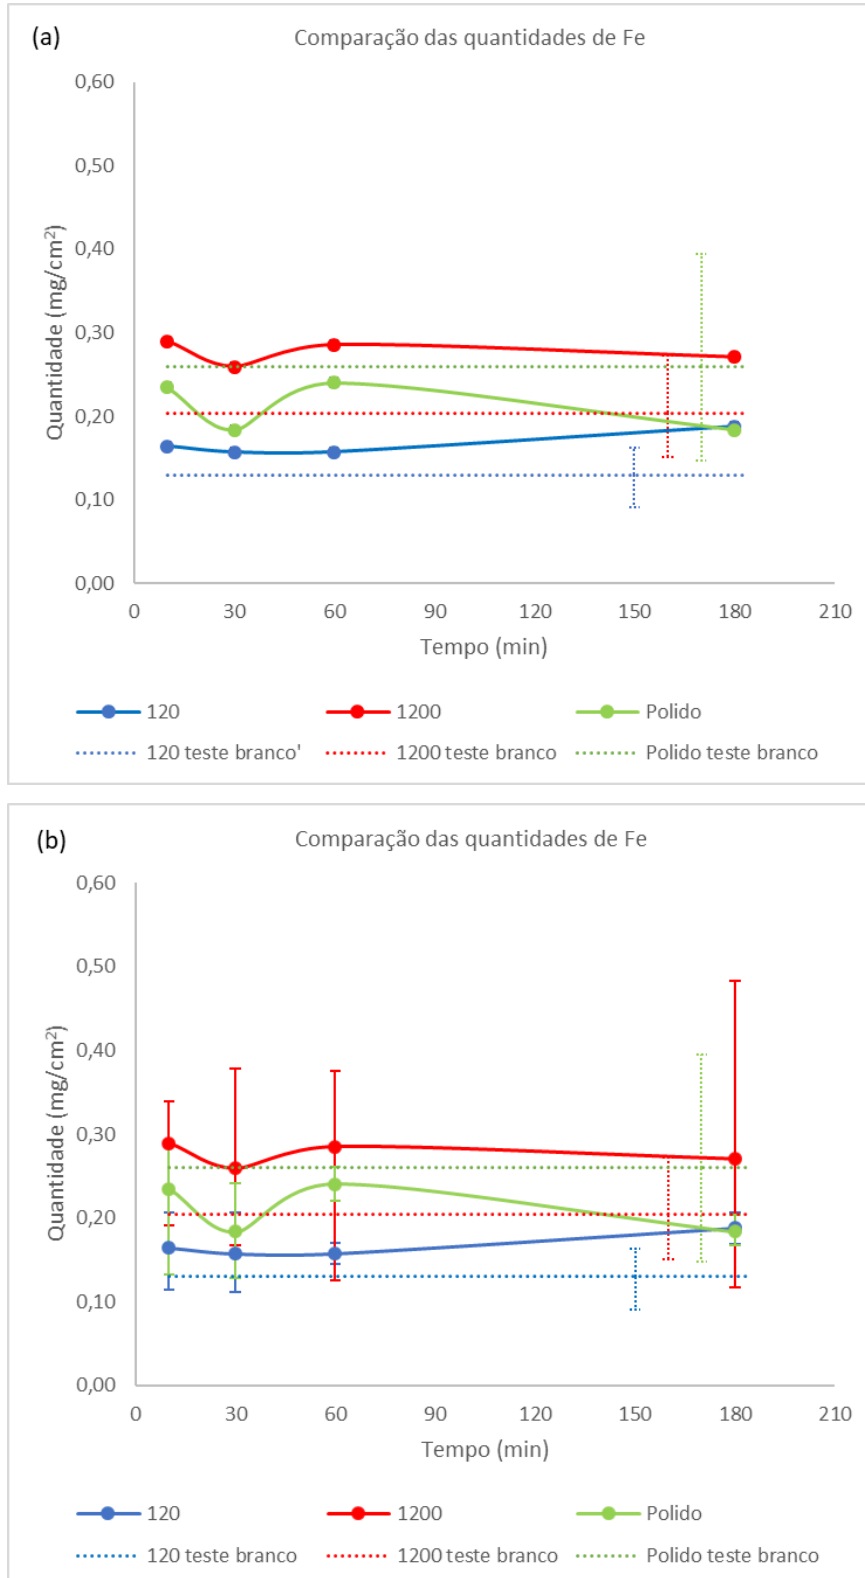 (a)
Comparação das quantidades de Fe
0,60
0,50
0,40
0,30
0,20
0,10
0,00
Quantidade (mg/cm²)
0 30 60 90 120 150 180 210
Tempo (min)
120 1200 Polido
120 teste branco' 1200 teste branco Polido teste branco
(b)
Comparação das quantidades de Fe
0,60
0,50
0,40
0,30
0,20
0,10
0,00
Quantidade (mg/cm²)
0 30 60 90 120 150 180 210
Tempo (min)
120 1200 Polido
120 teste branco 1200 teste branco Polido teste branco